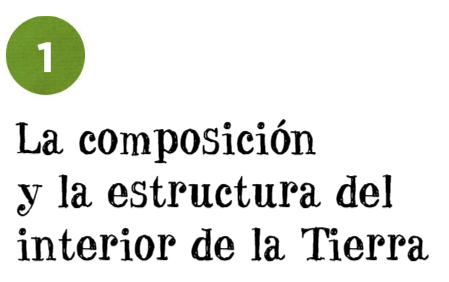 1
La composición
y la estructura del
interior de la Tierra